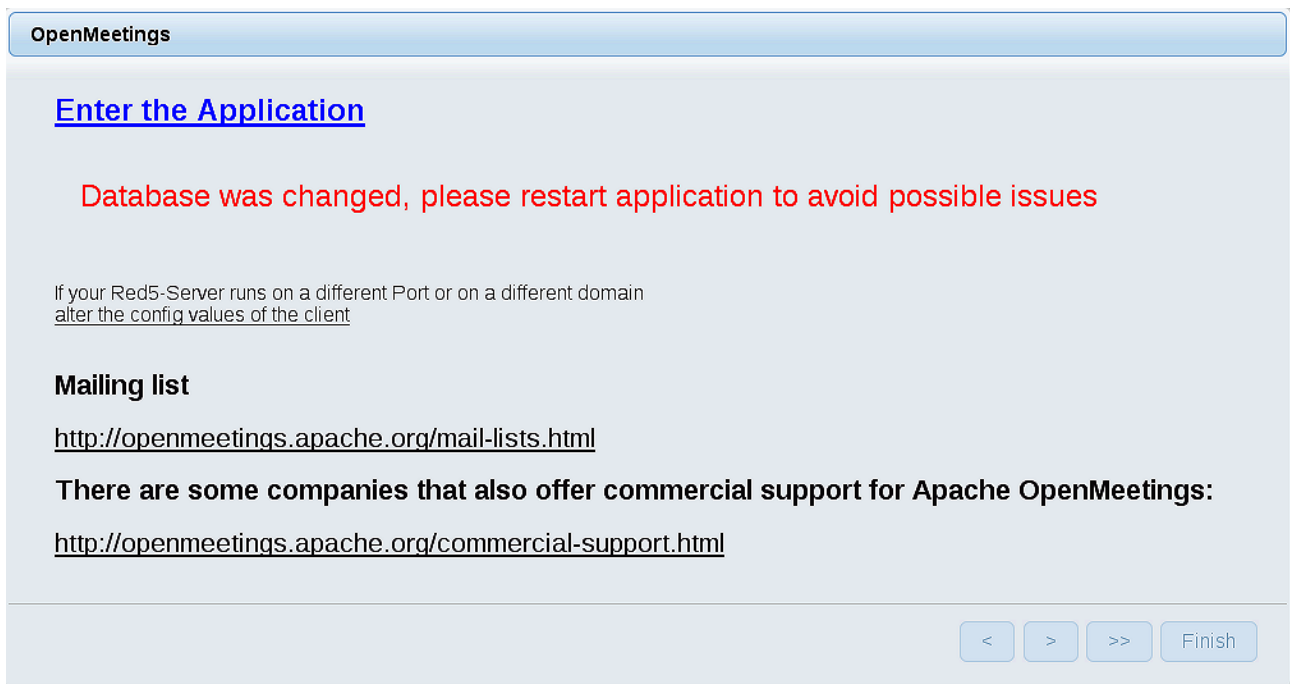 OpenMeetings
Enter the Application
Database was changed, please restart application to avoid possible issues
If your Red5-Server runs on a different Port or on a different domain
alter the config values of the client
Mailing list
http://openmeetings.apache.org/mail-lists.html
There are some companies that also offer commercial support for Apache OpenMeetings:
http://openmeetings.apache.org/commercial-support.html
< > >> Finish